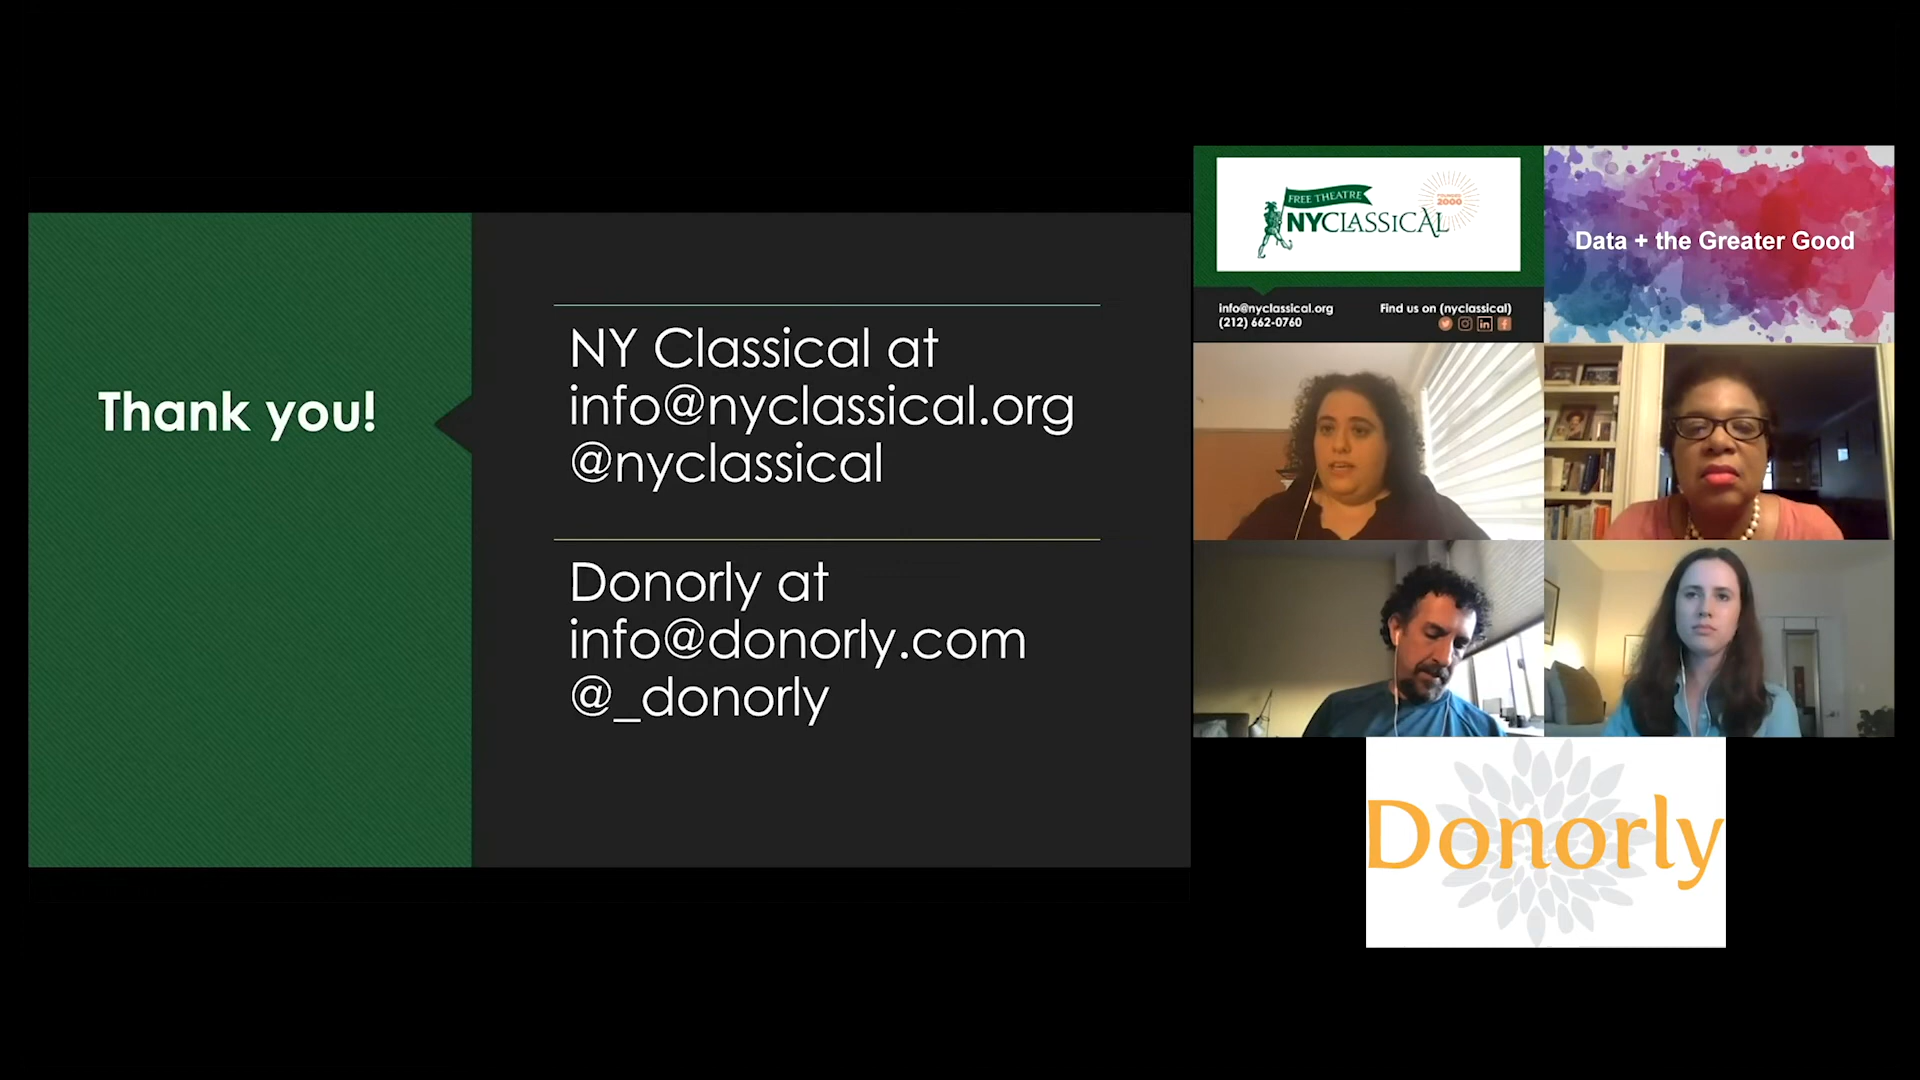 Thank you!
NY Classical at
info@nyclassical.org
@nyclassical
Donorly at
info@donorly.com
@_donorly
FREE THEATRE
FOUNDED
2000
NYCLASSICAL
info@nyclassical.org
(212) 662-0760
Find us on (nyclassical)
Data + the Greater Good
Donorly